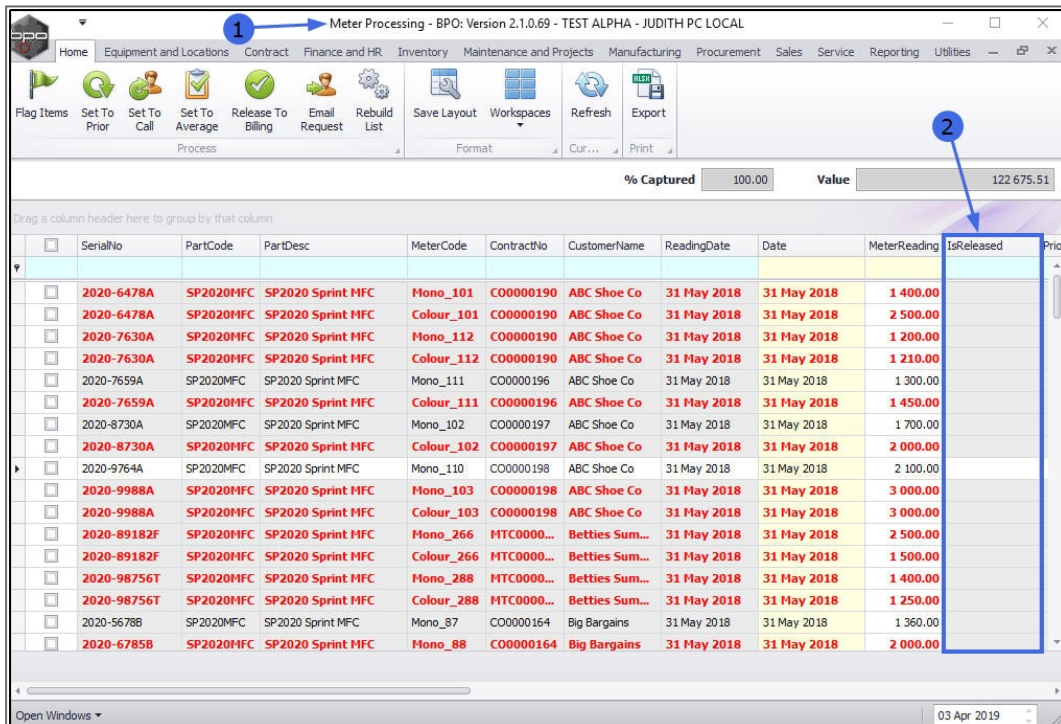 1
Meter Processing - BPO: Version 2.1.0.69 - TEST ALPHA - JUDITH PC LOCAL
bpo
Home Equipment and Locations Contract Finance and HR Inventory Maintenance and Projects Manufacturing Procurement Sales Service Reporting Utilities
Flag Items Set To Prior Set To Call Set To Average Release To Billing Email Request Rebuild List Save Layout Workspaces Refresh Export
Process Format Cur... Print
2
% Captured 100.00 Value 122 675.51
Drag a column header here to group by that column
SerialNo PartCode PartDesc MeterCode ContractNo CustomerName ReadingDate Date MeterReading IsReleased Prio
2020-6478A SP2020MFC SP2020 Sprint MFC Mono_101 CO0000190 ABC Shoe Co 31 May 2018 31 May 2018 1 400.00
2020-6478A SP2020MFC SP2020 Sprint MFC Colour_101 CO0000190 ABC Shoe Co 31 May 2018 31 May 2018 2 500.00
2020-7630A SP2020MFC SP2020 Sprint MFC Mono_112 CO0000190 ABC Shoe Co 31 May 2018 31 May 2018 1 200.00
2020-7630A SP2020MFC SP2020 Sprint MFC Colour_112 CO0000190 ABC Shoe Co 31 May 2018 31 May 2018 1 210.00
2020-7659A SP2020MFC SP2020 Sprint MFC Mono_111 CO0000196 ABC Shoe Co 31 May 2018 31 May 2018 1 300.00
2020-7659A SP2020MFC SP2020 Sprint MFC Colour_111 CO0000196 ABC Shoe Co 31 May 2018 31 May 2018 1 450.00
2020-8730A SP2020MFC SP2020 Sprint MFC Mono_102 CO0000197 ABC Shoe Co 31 May 2018 31 May 2018 1 700.00
2020-8730A SP2020MFC SP2020 Sprint MFC Colour_102 CO0000197 ABC Shoe Co 31 May 2018 31 May 2018 2 000.00
2020-9764A SP2020MFC SP2020 Sprint MFC Mono_110 CO0000198 ABC Shoe Co 31 May 2018 31 May 2018 2 100.00
2020-9988A SP2020MFC SP2020 Sprint MFC Mono_103 CO0000198 ABC Shoe Co 31 May 2018 31 May 2018 3 000.00
2020-9988A SP2020MFC SP2020 Sprint MFC Colour_103 CO0000198 ABC Shoe Co 31 May 2018 31 May 2018 3 000.00
2020-89182F SP2020MFC SP2020 Sprint MFC Mono_266 MTC0000... Betties Sum... 31 May 2018 31 May 2018 2 500.00
2020-89182F SP2020MFC SP2020 Sprint MFC Colour_266 MTC0000... Betties Sum... 31 May 2018 31 May 2018 1 500.00
2020-98756T SP2020MFC SP2020 Sprint MFC Mono_288 MTC0000... Betties Sum... 31 May 2018 31 May 2018 1 400.00
2020-98756T SP2020MFC SP2020 Sprint MFC Colour_288 MTC0000... Betties Sum... 31 May 2018 31 May 2018 1 250.00
2020-5678B SP2020MFC SP2020 Sprint MFC Mono_87 CO0000164 Big Bargains 31 May 2018 31 May 2018 1 360.00
2020-6785B SP2020MFC SP2020 Sprint MFC Mono_88 CO0000164 Big Bargains 31 May 2018 31 May 2018 2 000.00
Open Windows 03 Apr 2019